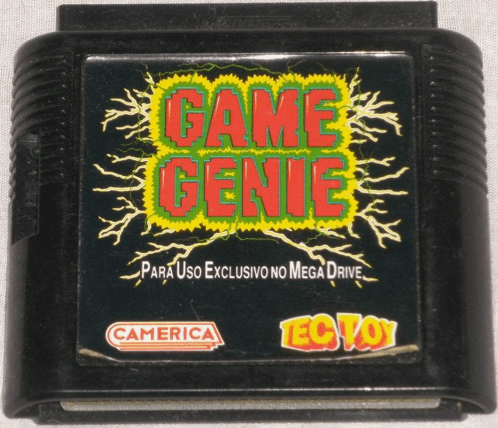 GAME
GENIE
PARA USO EXCLUSIVO NO MEGA DRIVE
CAMERICA TEC TOY